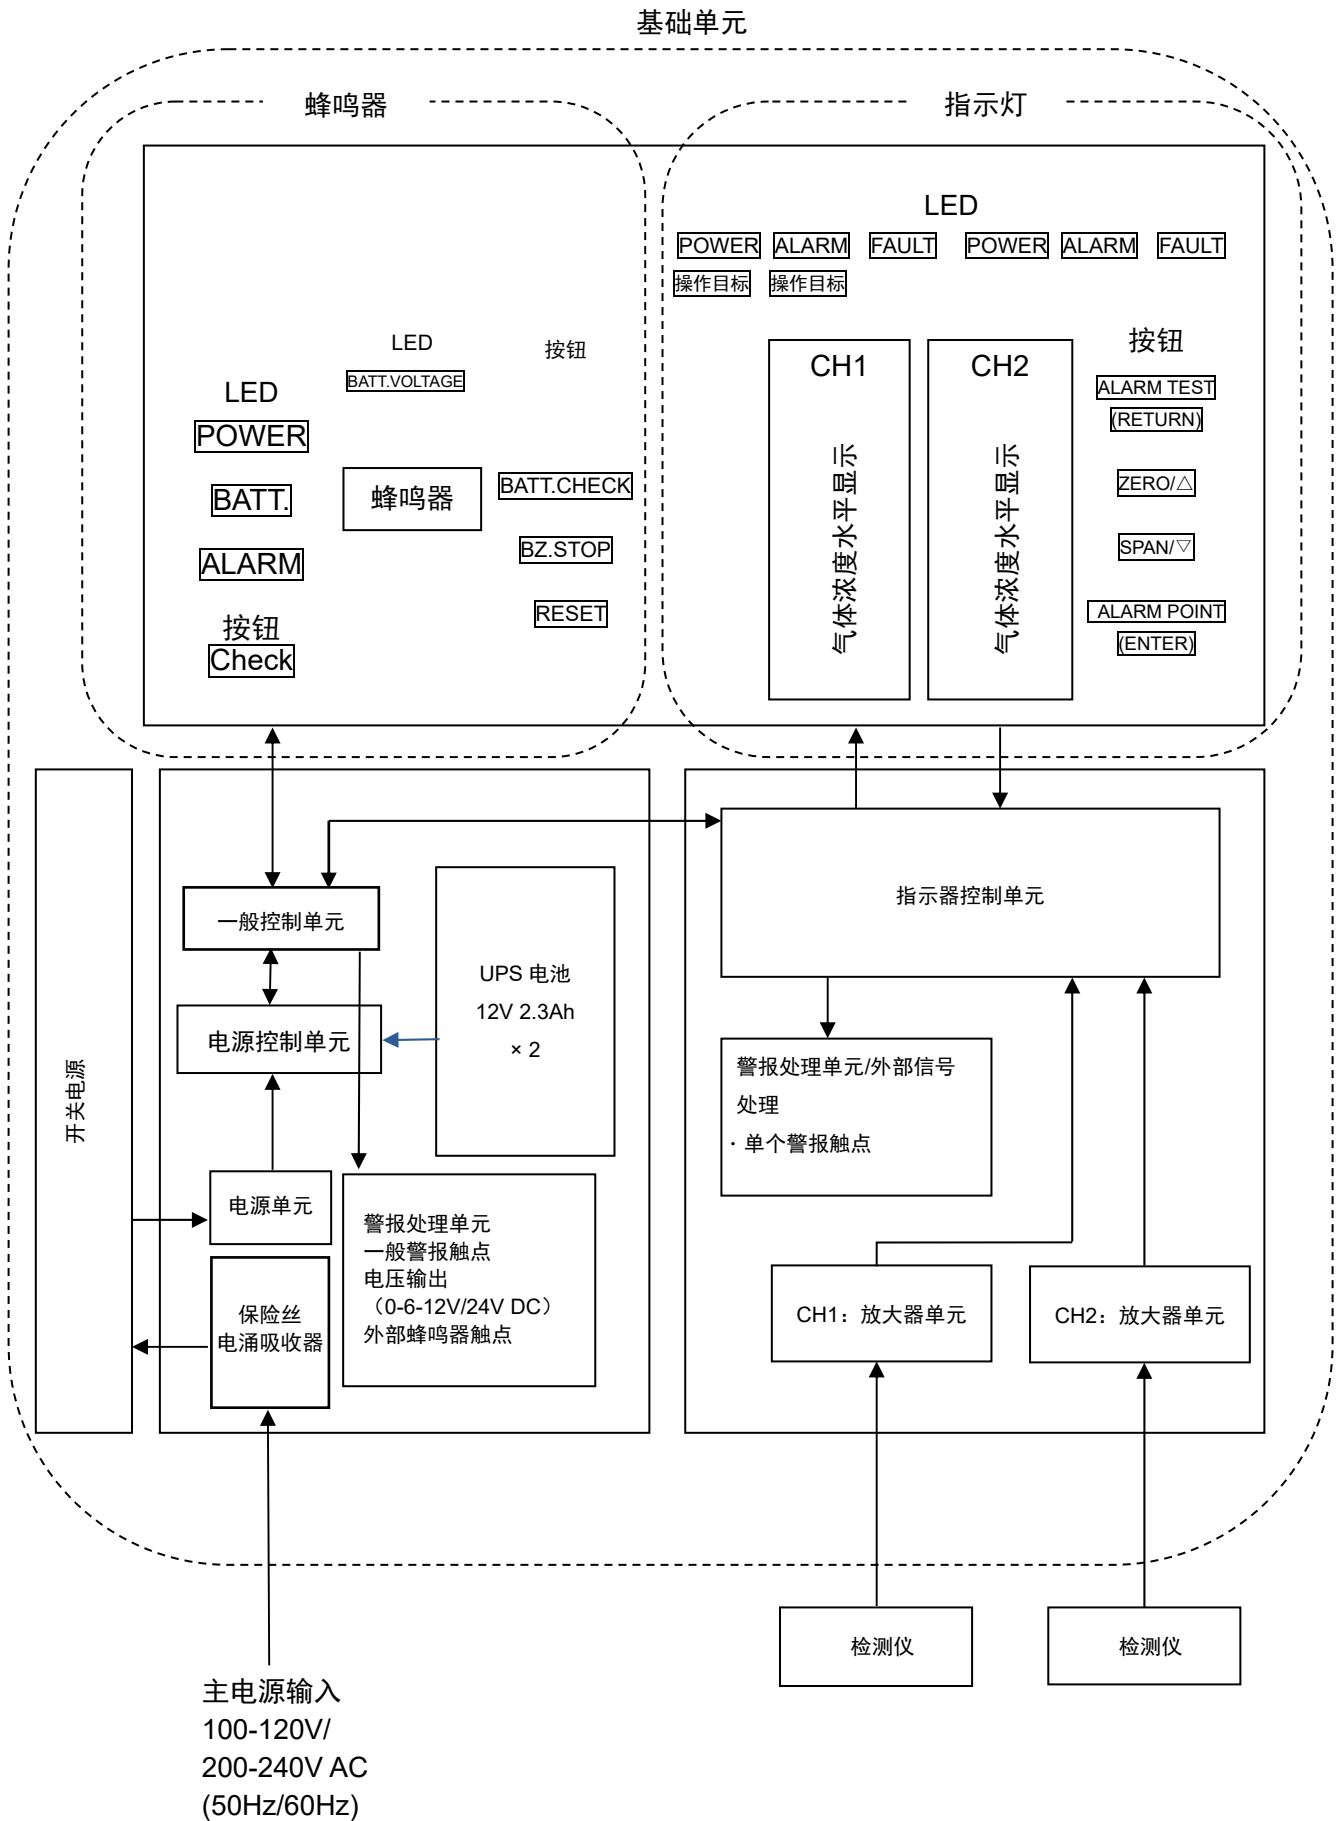 基础单元
蜂鸣器
指示灯
LED
POWER ALARM FAULT POWER ALARM FAULT
操作目标 操作目标
LED
BATT.VOLTAGE
按钮
LED
POWER
BATT.
ALARM
按钮
Check
蜂鸣器
BATT.CHECK
BZ.STOP
RESET
CH1
气体浓度水平显示
CH2
气体浓度水平显示
按钮
ALARM TEST
(RETURN)
ZERO/△
SPAN/▽
ALARM POINT
(ENTER)
开关电源
一般控制单元
电源控制单元
UPS 电池
12V 2.3Ah
× 2
电源单元
保险丝
电涌吸收器
警报处理单元
一般警报触点
电压输出
（0-6-12V/24V DC）
外部蜂鸣器触点
指示器控制单元
警报处理单元/外部信号
处理
·单个警报触点
CH1：放大器单元
CH2：放大器单元
检测仪
检测仪
主电源输入
100-120V/
200-240V AC
(50Hz/60Hz)